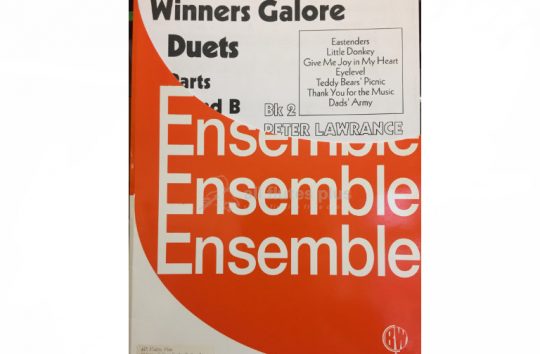 Winners Galore
Duets
Parts
B
Eastenders
Little Donkey
Give Me Joy in My Heart
Eyelevel
Teddy Bears' Picnic
Thank You for the Music
Dads' Army
Bk 2
PETER LAWRANCE
Ensemble
Ensemble
Ensemble
BW